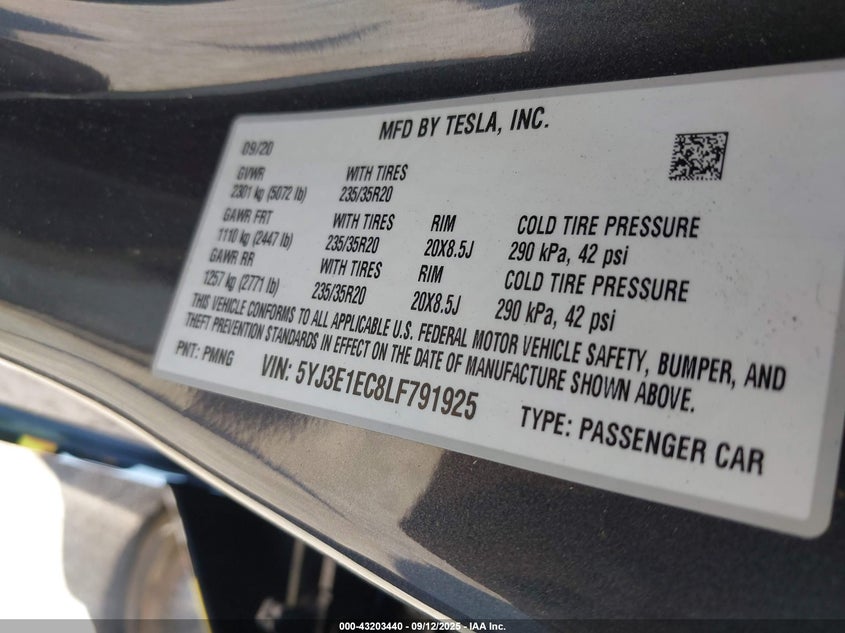 MFD BY TESLA, INC.
09/20
GVWR WITH TIRES
2301 kg (5072 lb) 235/35R20
GAWR FRT WITH TIRES RIM COLD TIRE PRESSURE
1110 kg (2447 lb) 235/35R20 20X8.5J 290 kPa, 42 psi
GAWR RR WITH TIRES RIM COLD TIRE PRESSURE
1257 kg (2771 lb) 235/35R20 20X8.5J 290 kPa, 42 psi
THIS VEHICLE CONFORMS TO ALL APPLICABLE U.S. FEDERAL MOTOR VEHICLE SAFETY, BUMPER, AND
THEFT PREVENTION STANDARDS IN EFFECT ON THE DATE OF MANUFACTURE SHOWN ABOVE.
PNT: PMNG VIN: 5YJ3E1EC8LF791925 TYPE: PASSENGER CAR
000-43203440 - 09/12/2025 - IAA Inc.